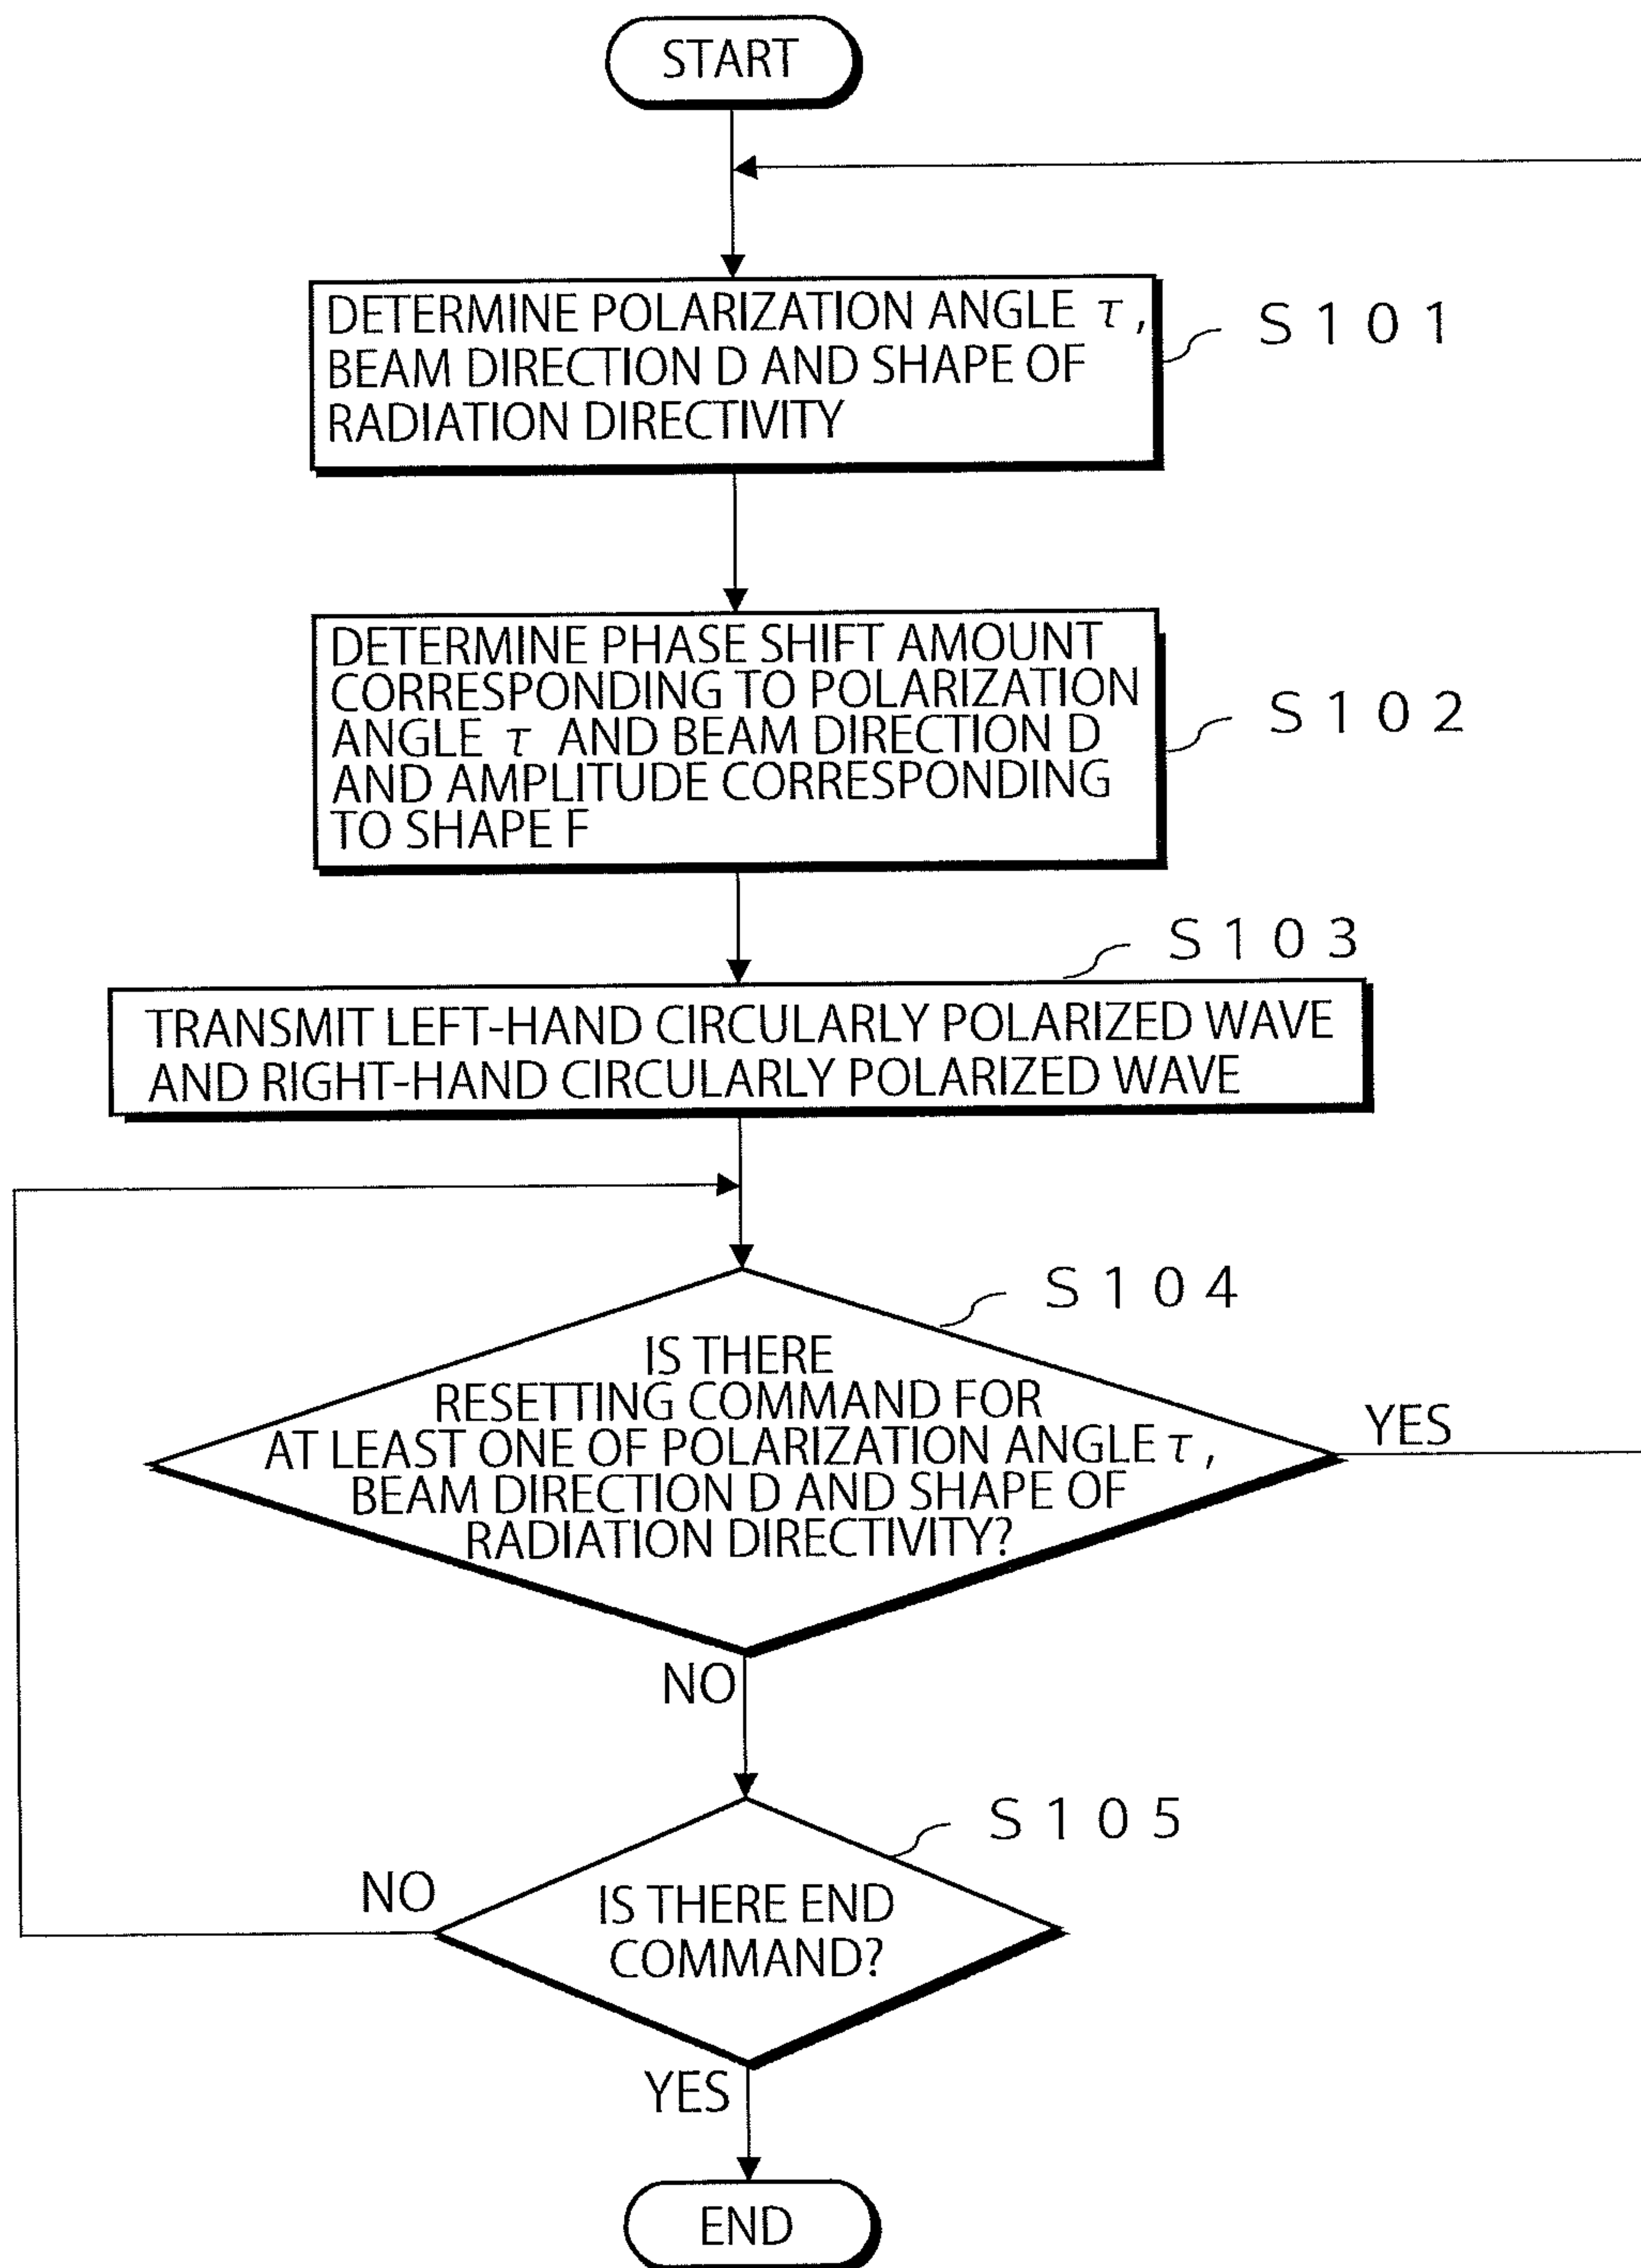 START
DETERMINE POLARIZATION ANGLE τ,
BEAM DIRECTION D AND SHAPE OF
RADIATION DIRECTIVITY
S101
DETERMINE PHASE SHIFT AMOUNT
CORRESPONDING TO POLARIZATION
ANGLE τ AND BEAM DIRECTION D
AND AMPLITUDE CORRESPONDING
TO SHAPE F
S102
S103
TRANSMIT LEFT-HAND CIRCULARLY POLARIZED WAVE
AND RIGHT-HAND CIRCULARLY POLARIZED WAVE
S104
IS THERE
RESETTING COMMAND FOR
AT LEAST ONE OF POLARIZATION ANGLE τ,
BEAM DIRECTION D AND SHAPE OF
RADIATION DIRECTIVITY?
YES
NO
S105
NO
IS THERE END
COMMAND?
YES
END